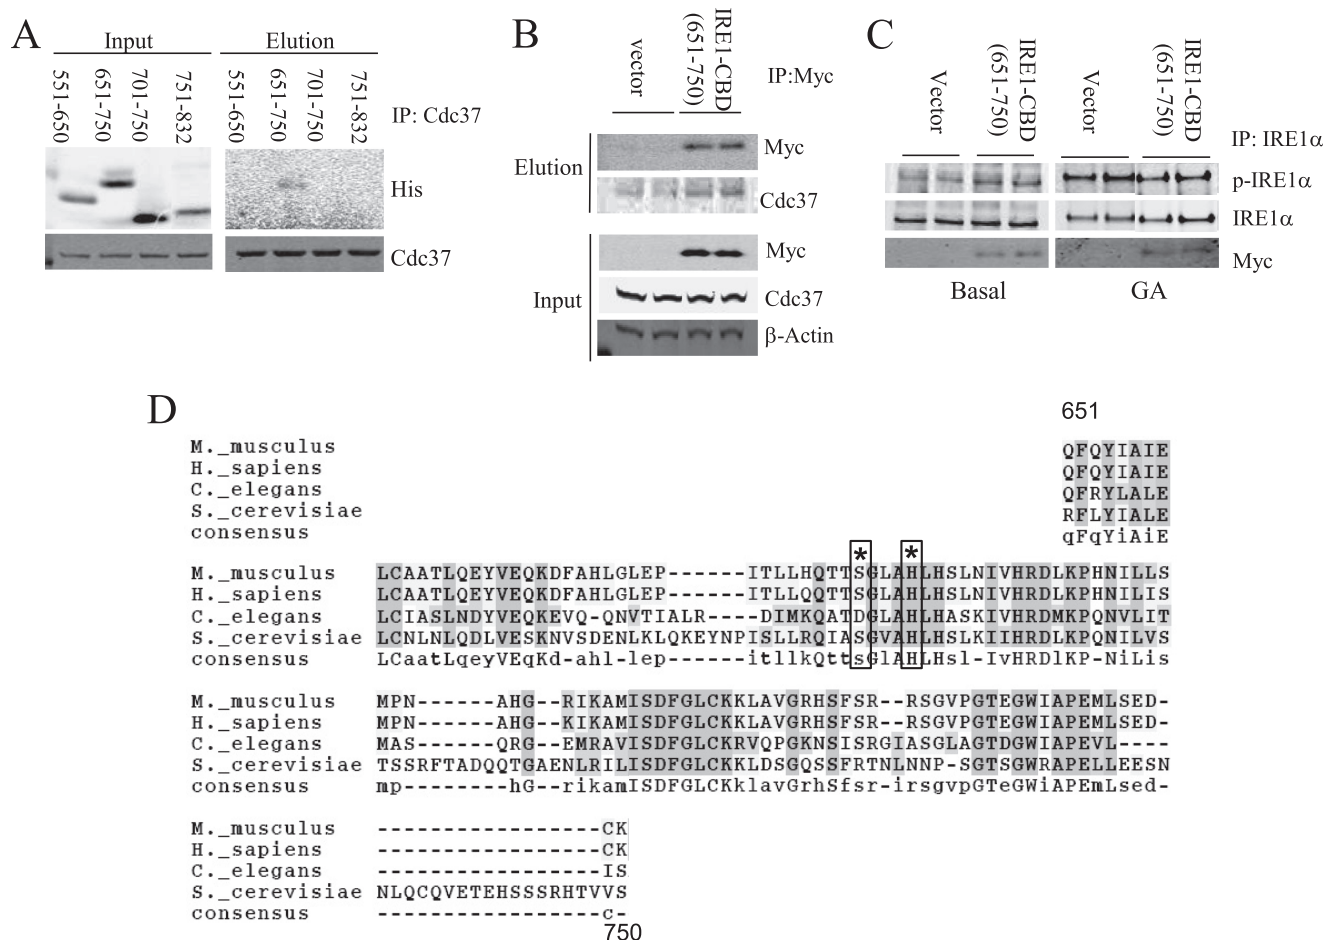 A
Input
Elution
551-650
651-750
701-750
751-832
551-650
651-750
701-750
751-832
IP: Cdc37
His
Cdc37
B
vector
IRE1-CBD
(651-750)
IP:Myc
Elution
Myc
Cdc37
Input
Myc
Cdc37
β-Actin
C
Vector
IRE1-CBD
(651-750)
Vector
IRE1-CBD
(651-750)
IP: IRE1α
p-IRE1α
IRE1α
Myc
Basal
GA
D
651
M._musculus QFQYIAIE
H._sapiens QFQYIAIE
C._elegans QFRYLALE
S._cerevisiae RFLYIALE
consensus qFqYiAiE
* *
M._musculus LCAATLQEYVEQKDFAHLGLEP------ITLLHQTTSGLAHLHSLNIVHRDLKPHNILLS
H._sapiens LCAATLQEYVEQKDFAHLGLEP------ITLLQQTTSGLAHLHSLNIVHRDLKPHNILIS
C._elegans LCIASLNDYVEQKEVQ-QNVTIALR----DIMKQATDGLAHLHASKIVHRDMKPQNVLIT
S._cerevisiae LCNLNLQDLVESKNVSDENLKLQKEYNPISLLRQIASGVAHLHSLKIIHRDLKPQNILVS
consensus LCaatLqeyVEqKd-ahl-lep------itllkQttsGlAHLHsl-IvHRDlKP-NiLis
M._musculus MPN------AHG--RIKAMISDFGLCKKLAVGRHSFSR--RSGVPGTEGWIAPEMLSED-
H._sapiens MPN------AHG--KIKAMISDFGLCKKLAVGRHSFSR--RSGVPGTEGWIAPEMLSED-
C._elegans MAS------QRG--EMRAVISDFGLCKRVQPGKNSISRGIASGLAGTDGWIAPEVL----
S._cerevisiae TSSRFTADQQTGAENLRILISDFGLCKKLDSGQSSFRTNLNNP-SGTSGWRAPELLEESN
consensus mp--------hG--rikamISDFGLCKklavGrhSfsr-irsgvpGTeGWiAPEmLsed-
M._musculus -----------------CK
H._sapiens -----------------CK
C._elegans -----------------IS
S._cerevisiae NLQCQVETEHSSSRHTVVS
consensus -----------------c-
750